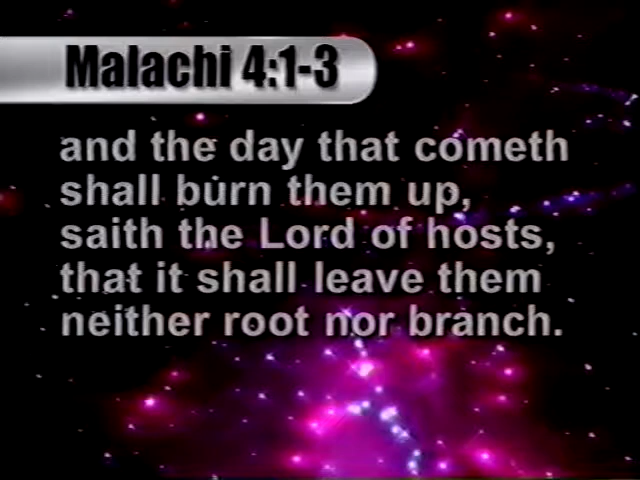 Malachi 4:1-3
and the day that cometh
shall burn them up,
saith the Lord of hosts,
that it shall leave them
neither root nor branch.